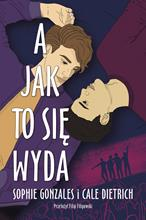 A
JAK
TO SIĘ
WYDA
SOPHIE GONZALES i CALE DIETRICH
Przełożył Filip Filipowski